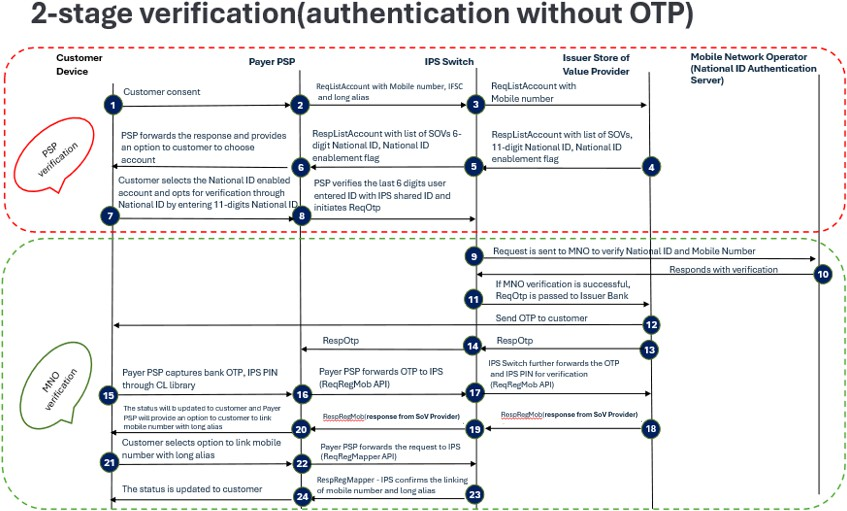 2-stage verification(authentication without OTP)
Customer
Device
Payer PSP
IPS Switch
Issuer Store of
Value Provider
Mobile Network Operator
(National ID Authentication
Server)
PSP
verification
1
Customer consent
2
ReqListAccount with Mobile number, IFSC
and long alias
3
ReqListAccount with
Mobile number
PSP forwards the response and provides
an option to customer to choose
account
6
RespListAccount with list of SOVs 6-
digit National ID, National ID
enablement flag
5
RespListAccount with list of SOVs,
11-digit National ID, National ID
enablement flag
4
Customer selects the National ID enabled
account and opts for verification through
National ID by entering 11-digits National ID
7
8
PSP verifies the last 6 digits user
entered ID with IPS shared ID and
initiates ReqOtp
MNO
verification
9
Request is sent to MNO to verify National ID and Mobile Number
Responds with verification
10
11
If MNO verification is successful,
ReqOtp is passed to Issuer Bank
Send OTP to customer
12
RespOtp
14
RespOtp
13
15
Payer PSP captures bank OTP, IPS PIN
through CL library
16
Payer PSP forwards OTP to IPS
(ReqRegMob API)
17
IPS Switch further forwards the OTP
and IPS PIN for verification
(ReqRegMob API)
The status will b updated to customer and Payer
PSP will provide an option to customer to link
mobile number with long alias
20
RespRegMob(response from SoV Provider)
19
RespRegMob(response from SoV Provider)
18
21
Customer selects option to link mobile
number with long alias
22
Payer PSP forwards the request to IPS
(ReqRegMapper API)
The status is updated to customer
24
RespRegMapper - IPS confirms the linking
of mobile number and long alias
23